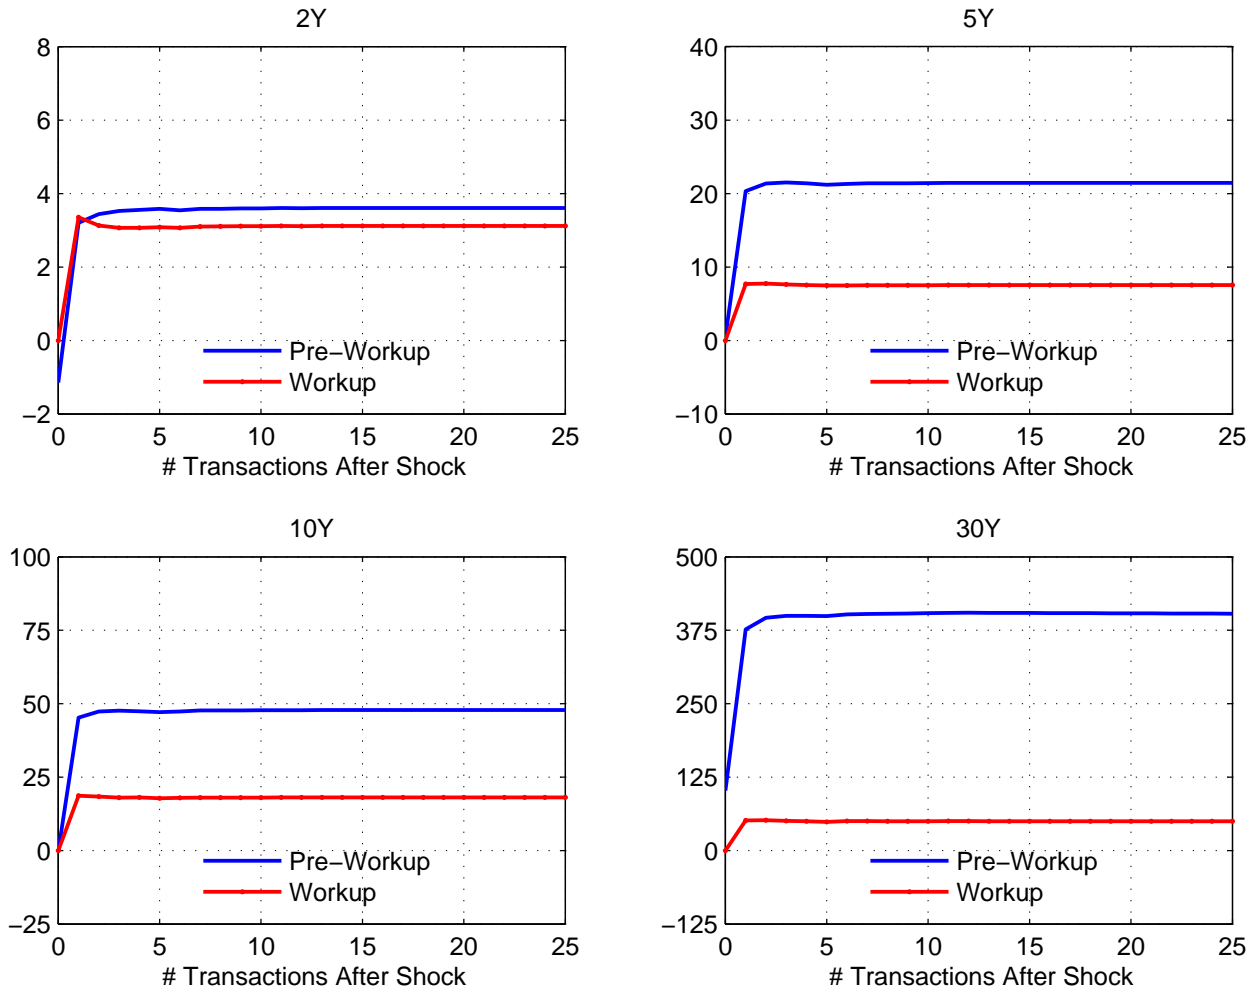 2Y
8
6
4
2
0
−2
0 5 10 15 20 25
# Transactions After Shock
Pre−Workup
Workup
5Y
40
30
20
10
0
−10
0 5 10 15 20 25
# Transactions After Shock
Pre−Workup
Workup
10Y
100
75
50
25
0
−25
0 5 10 15 20 25
# Transactions After Shock
Pre−Workup
Workup
30Y
500
375
250
125
0
−125
0 5 10 15 20 25
# Transactions After Shock
Pre−Workup
Workup